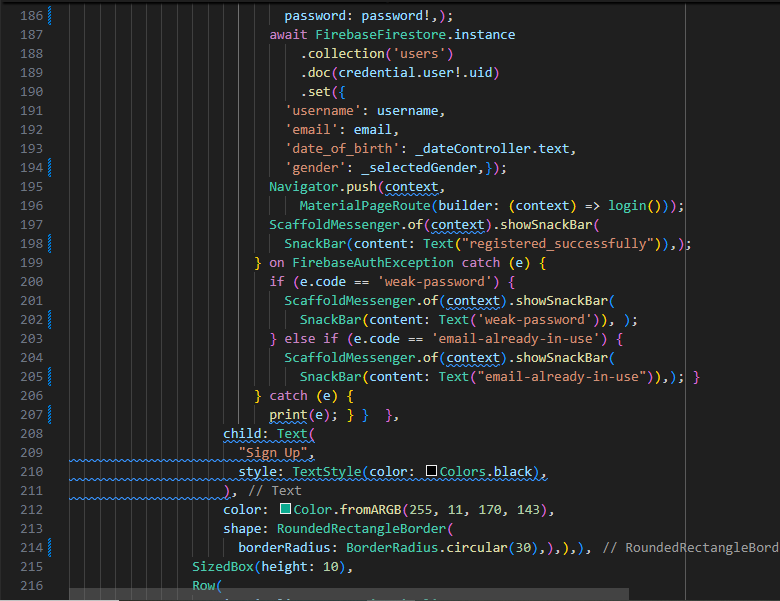 186 password: password!,);
187 await FirebaseFirestore.instance
188 .collection('users')
189 .doc(credential.user!.uid)
190 .set({
191 'username': username,
192 'email': email,
193 'date_of_birth': _dateController.text,
194 'gender': _selectedGender,});
195 Navigator.push(context,
196 MaterialPageRoute(builder: (context) => login()));
197 ScaffoldMessenger.of(context).showSnackBar(
198 SnackBar(content: Text("registered_successfully")),);
199 } on FirebaseAuthException catch (e) {
200 if (e.code == 'weak-password') {
201 ScaffoldMessenger.of(context).showSnackBar(
202 SnackBar(content: Text('weak-password')), );
203 } else if (e.code == 'email-already-in-use') {
204 ScaffoldMessenger.of(context).showSnackBar(
205 SnackBar(content: Text("email-already-in-use")),); }
206 } catch (e) {
207 print(e); } }  },
208 child: Text(
209 "Sign Up",
210 style: TextStyle(color: Colors.black),
211 ), // Text
212 color: Color.fromARGB(255, 11, 170, 143),
213 shape: RoundedRectangleBorder(
214 borderRadius: BorderRadius.circular(30),),),), // RoundedRectangleBord
215 SizedBox(height: 10),
216 Row(